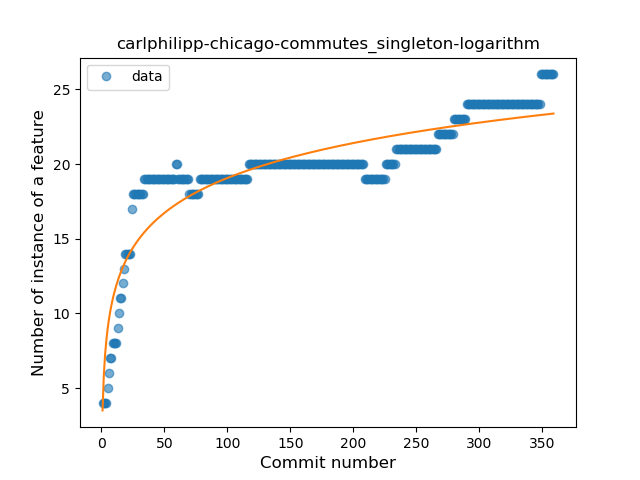 carlphilipp-chicago-commutes_singleton-logarithm
data
Number of instance of a feature
25
20
15
10
5
0 50 100 150 200 250 300 350
Commit number